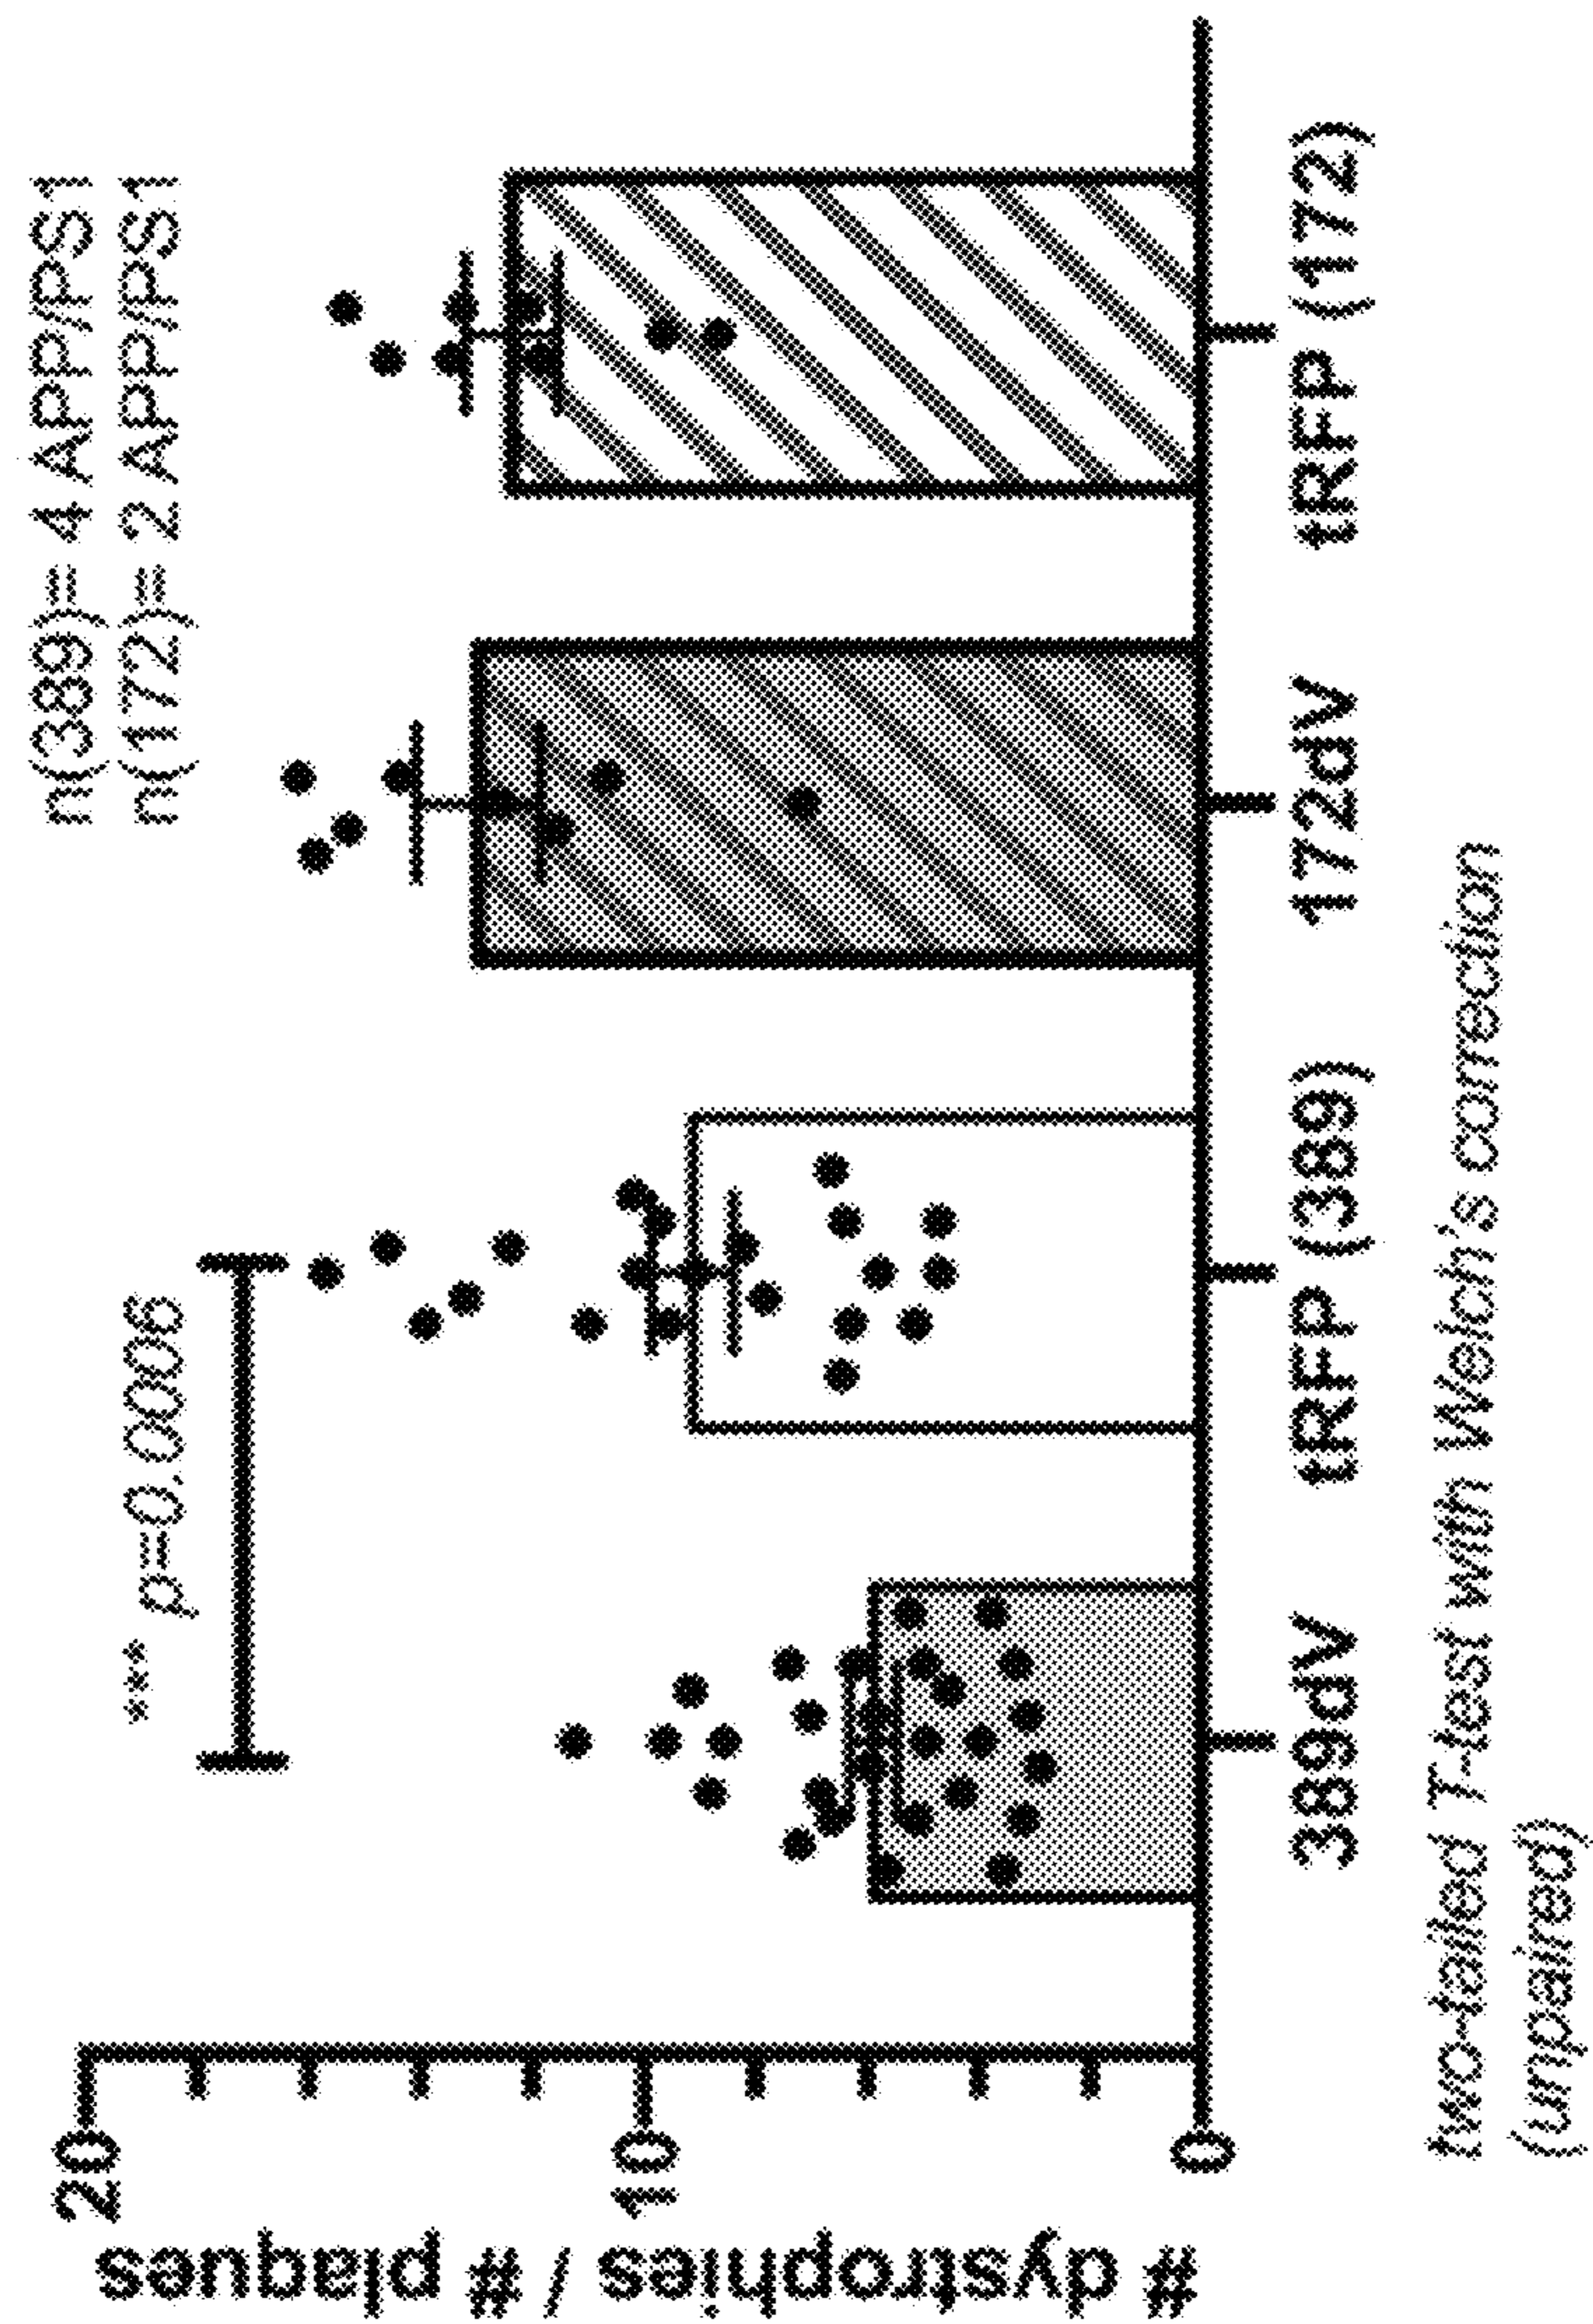 n(389)= 4 APP/PS1
n(172)= 2 APP/PS1
*** p=0.0006
# dystrophies / # plaques
20
10
0
389dV
tRFP (389)
172dV
tRFP (172)
two-tailed T-test with Welch's correction
(unpaired)